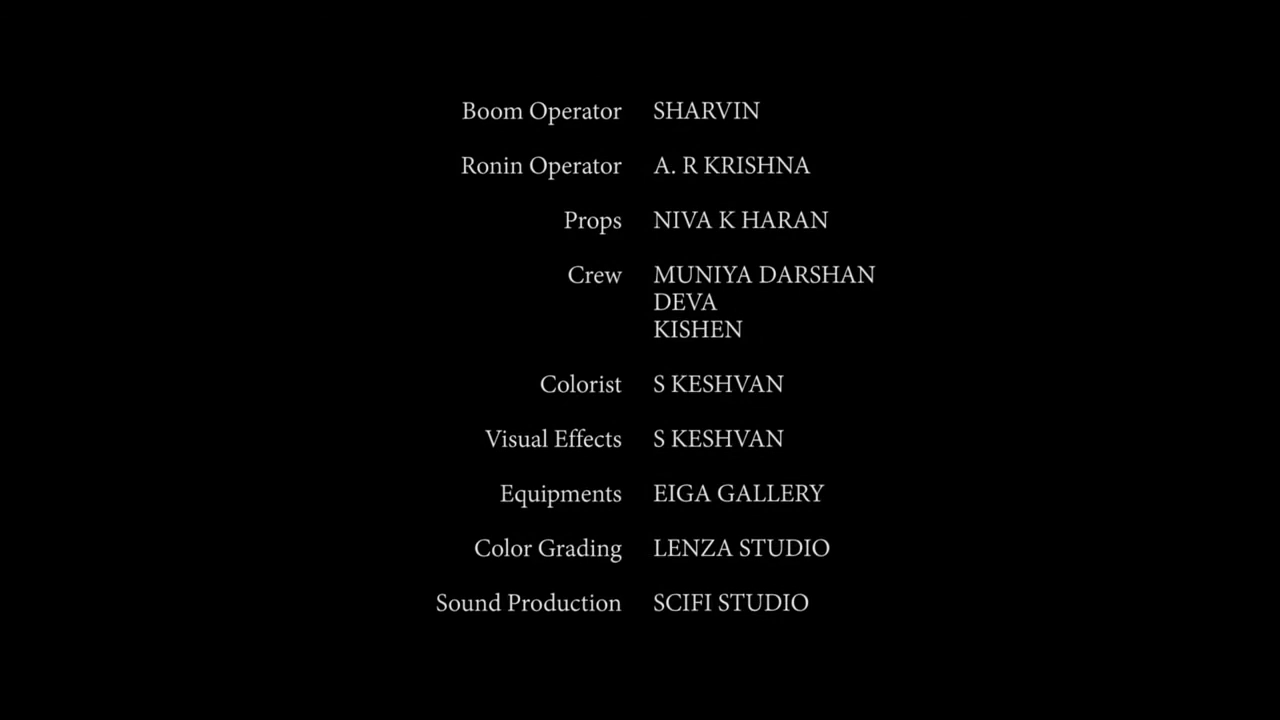 Boom Operator SHARVIN
Ronin Operator A. R KRISHNA
Props NIVA K HARAN
Crew MUNIYA DARSHAN
DEVA
KISHEN
Colorist S KESHVAN
Visual Effects S KESHVAN
Equipments EIGA GALLERY
Color Grading LENZA STUDIO
Sound Production SCIFI STUDIO